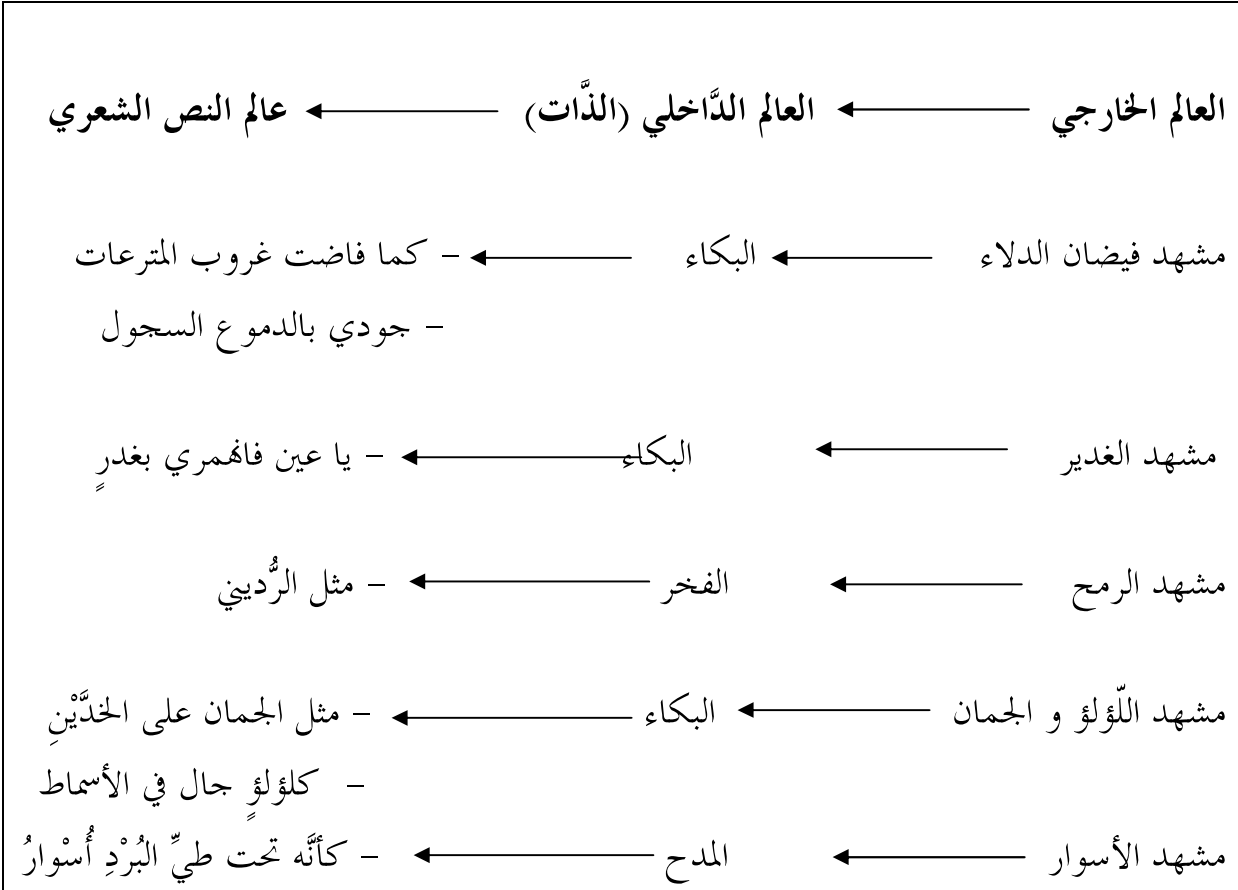 العالم الخارجي ← العالم الدَّاخلي (الذَّات) ← عالم النص الشعري
مشهد فيضان الدلاء ← البكاء ← – كما فاضت غروب المترعات
– جودي بالدموع السجول
مشهد الغدير ← البكاء ← – يا عين فانهمري بغدرٍ
مشهد الرمح ← الفخر ← – مثل الرُّديني
مشهد اللّؤلؤ و الجمان ← البكاء ← – مثل الجمان على الخدَّيْنِ
– كلؤلؤٍ جال في الأسماط
مشهد الأسوار ← المدح ← – كأنَّه تحت طيِّ البُرْدِ أُسْوارُ